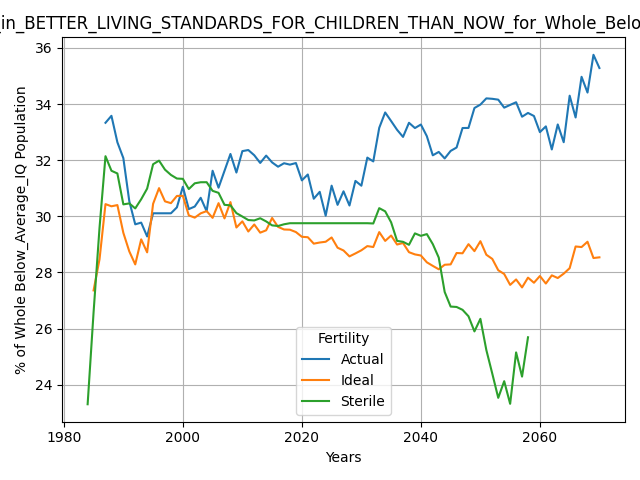 _in_BETTER_LIVING_STANDARDS_FOR_CHILDREN_THAN_NOW_for_Whole_Belo
% of Whole Below_Average_IQ Population
36
34
32
30
28
26
24
1980
2000
2020
2040
2060
Years
Fertility
Actual
Ideal
Sterile